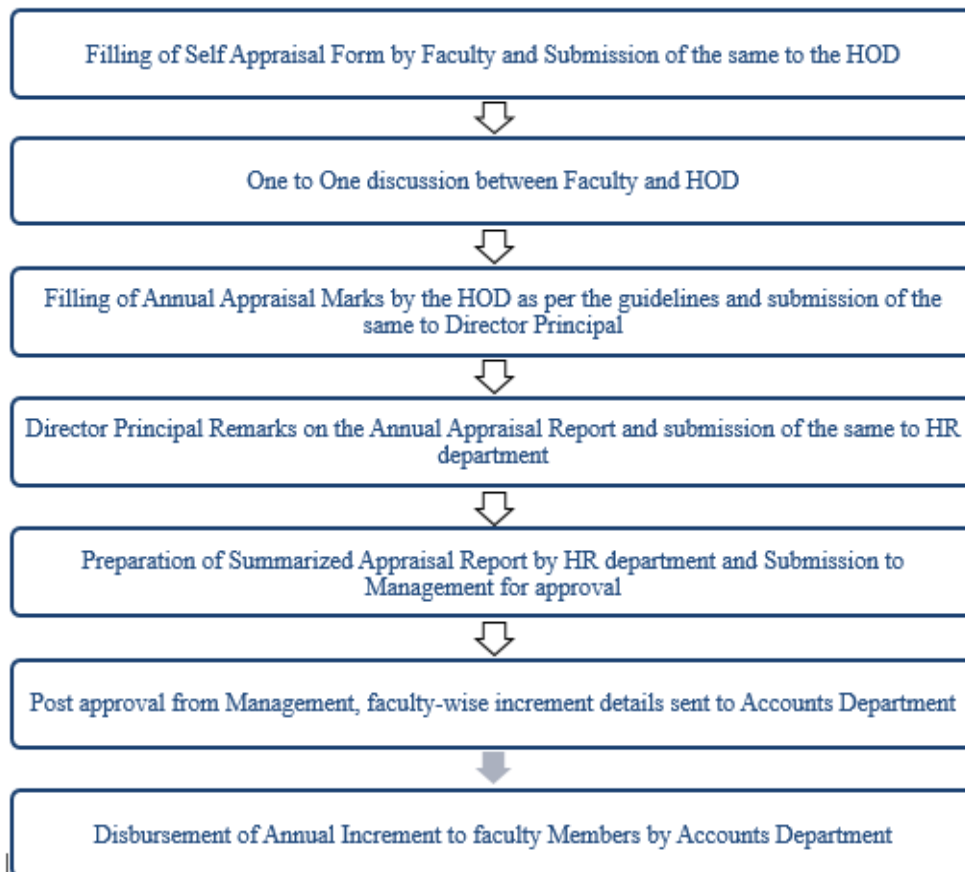 Filling of Self Appraisal Form by Faculty and Submission of the same to the HOD
One to One discussion between Faculty and HOD
Filling of Annual Appraisal Marks by the HOD as per the guidelines and submission of the
same to Director Principal
Director Principal Remarks on the Annual Appraisal Report and submission of the same to HR
department
Preparation of Summarized Appraisal Report by HR department and Submission to
Management for approval
Post approval from Management, faculty-wise increment details sent to Accounts Department
Disbursement of Annual Increment to faculty Members by Accounts Department